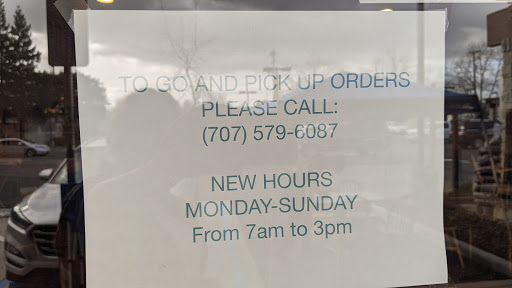 TO GO AND PICK UP ORDERS
PLEASE CALL:
(707) 579-6087
NEW HOURS
MONDAY-SUNDAY
From 7am to 3pm